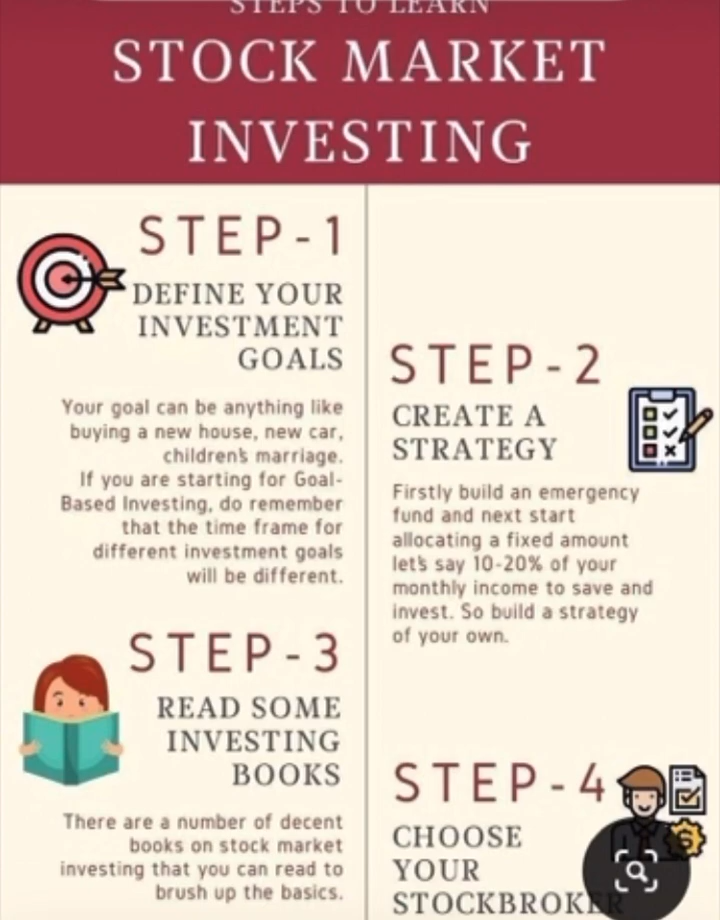 STEPS TO LEARN
STOCK MARKET
INVESTING
STEP-1
DEFINE YOUR
INVESTMENT
GOALS
Your goal can be anything like
buying a new house, new car,
children's marriage.
If you are starting for Goal-
Based Investing, do remember
that the time frame for
different investment goals
will be different.
STEP-2
CREATE A
STRATEGY
Firstly build an emergency
fund and next start
allocating a fixed amount
let's say 10-20% of your
monthly income to save and
invest. So build a strategy
of your own.
STEP-3
READ SOME
INVESTING
BOOKS
There are a number of decent
books on stock market
investing that you can read to
brush up the basics.
STEP-4
CHOOSE
YOUR
STOCKBROKER